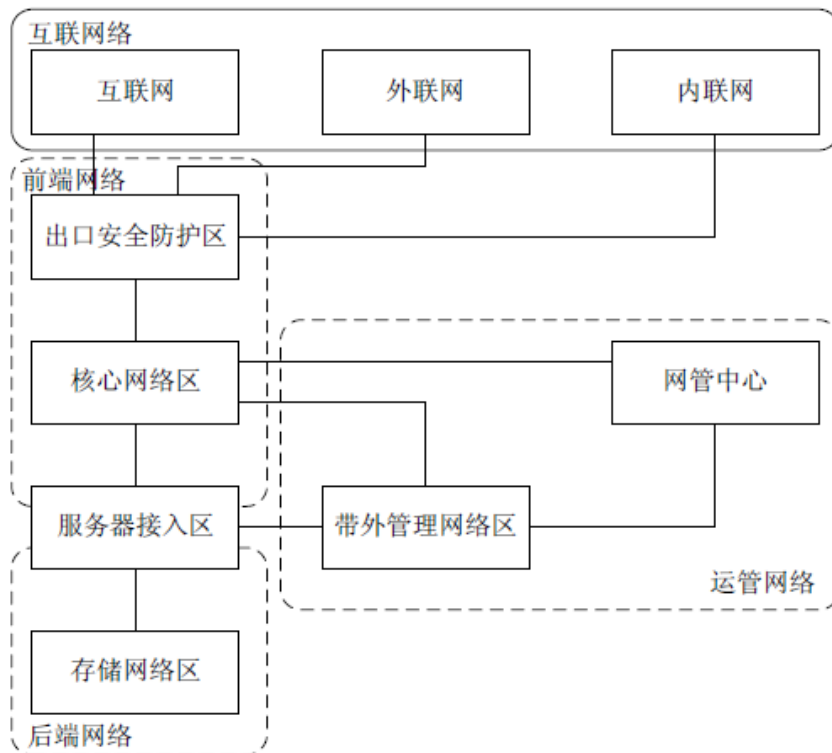 互联网络
互联网
外联网
内联网
前端网络
出口安全防护区
核心网络区
网管中心
服务器接入区
带外管理网络区
运管网络
存储网络区
后端网络